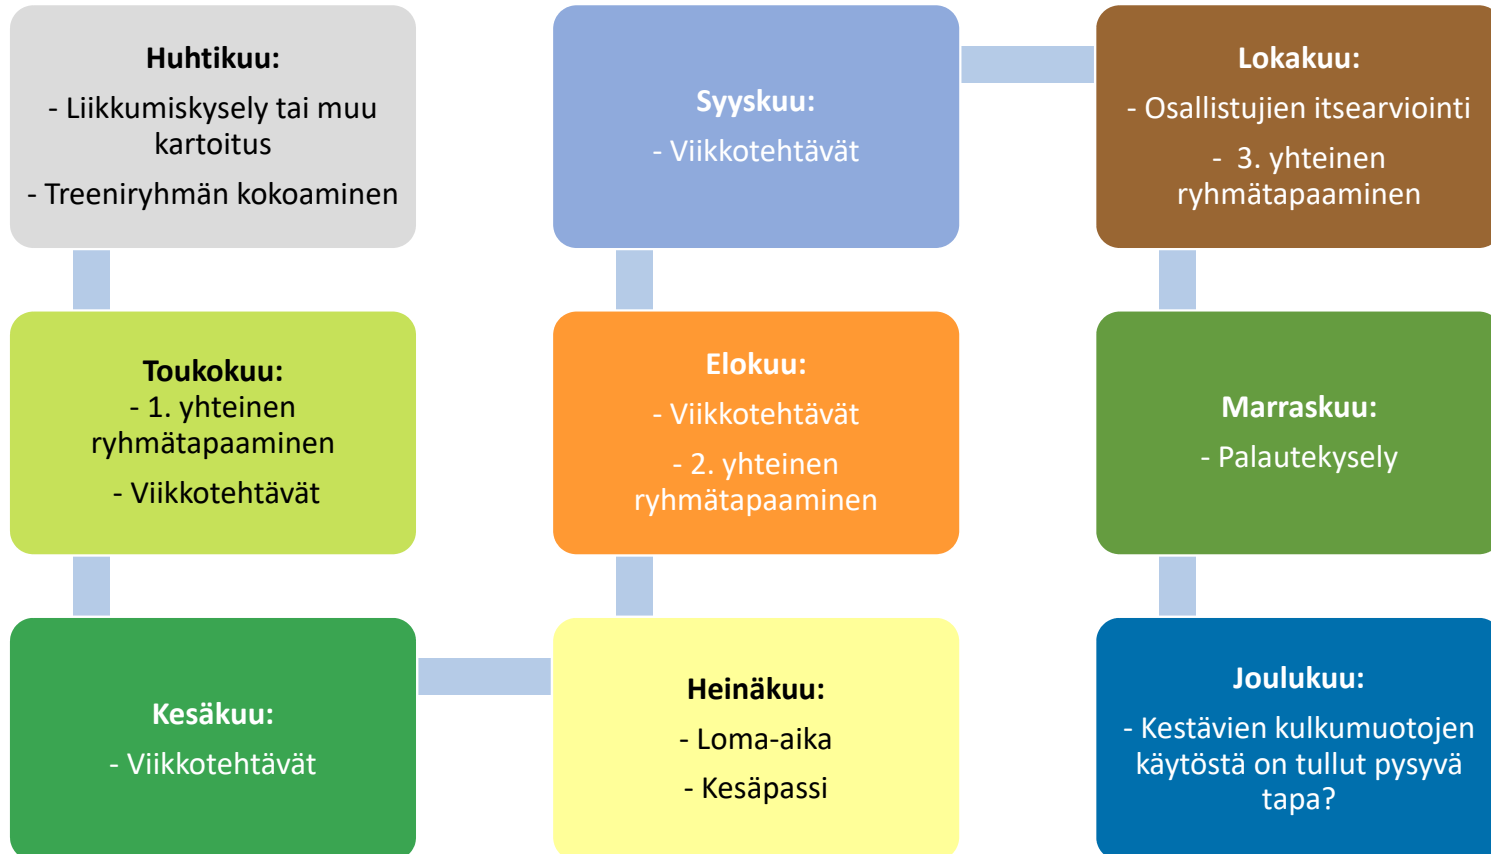 Huhtikuu:
- Liikkumiskysely tai muu
kartoitus
- Treeniryhmän kokoaminen
Toukokuu:
- 1. yhteinen
ryhmätapaaminen
- Viikkotehtävät
Kesäkuu:
- Viikkotehtävät
Heinäkuu:
- Loma-aika
- Kesäpassi
Elokuu:
- Viikkotehtävät
- 2. yhteinen
ryhmätapaaminen
Syyskuu:
- Viikkotehtävät
Lokakuu:
- Osallistujien itsearviointi
- 3. yhteinen
ryhmätapaaminen
Marraskuu:
- Palautekysely
Joulukuu:
- Kestävien kulkumuotojen
käytöstä on tullut pysyvä
tapa?